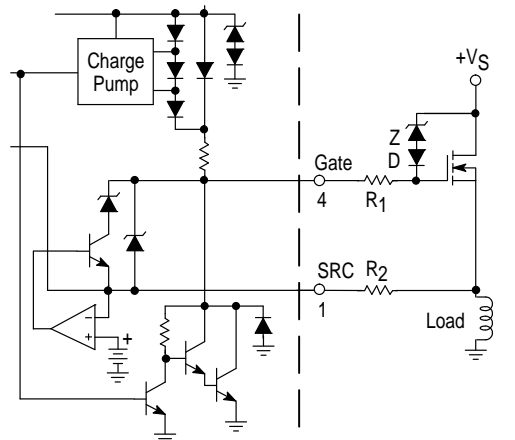 +VS
Charge
Pump
Z
D
Gate
4
R1
SRC
1
R2
Load
−
+
+